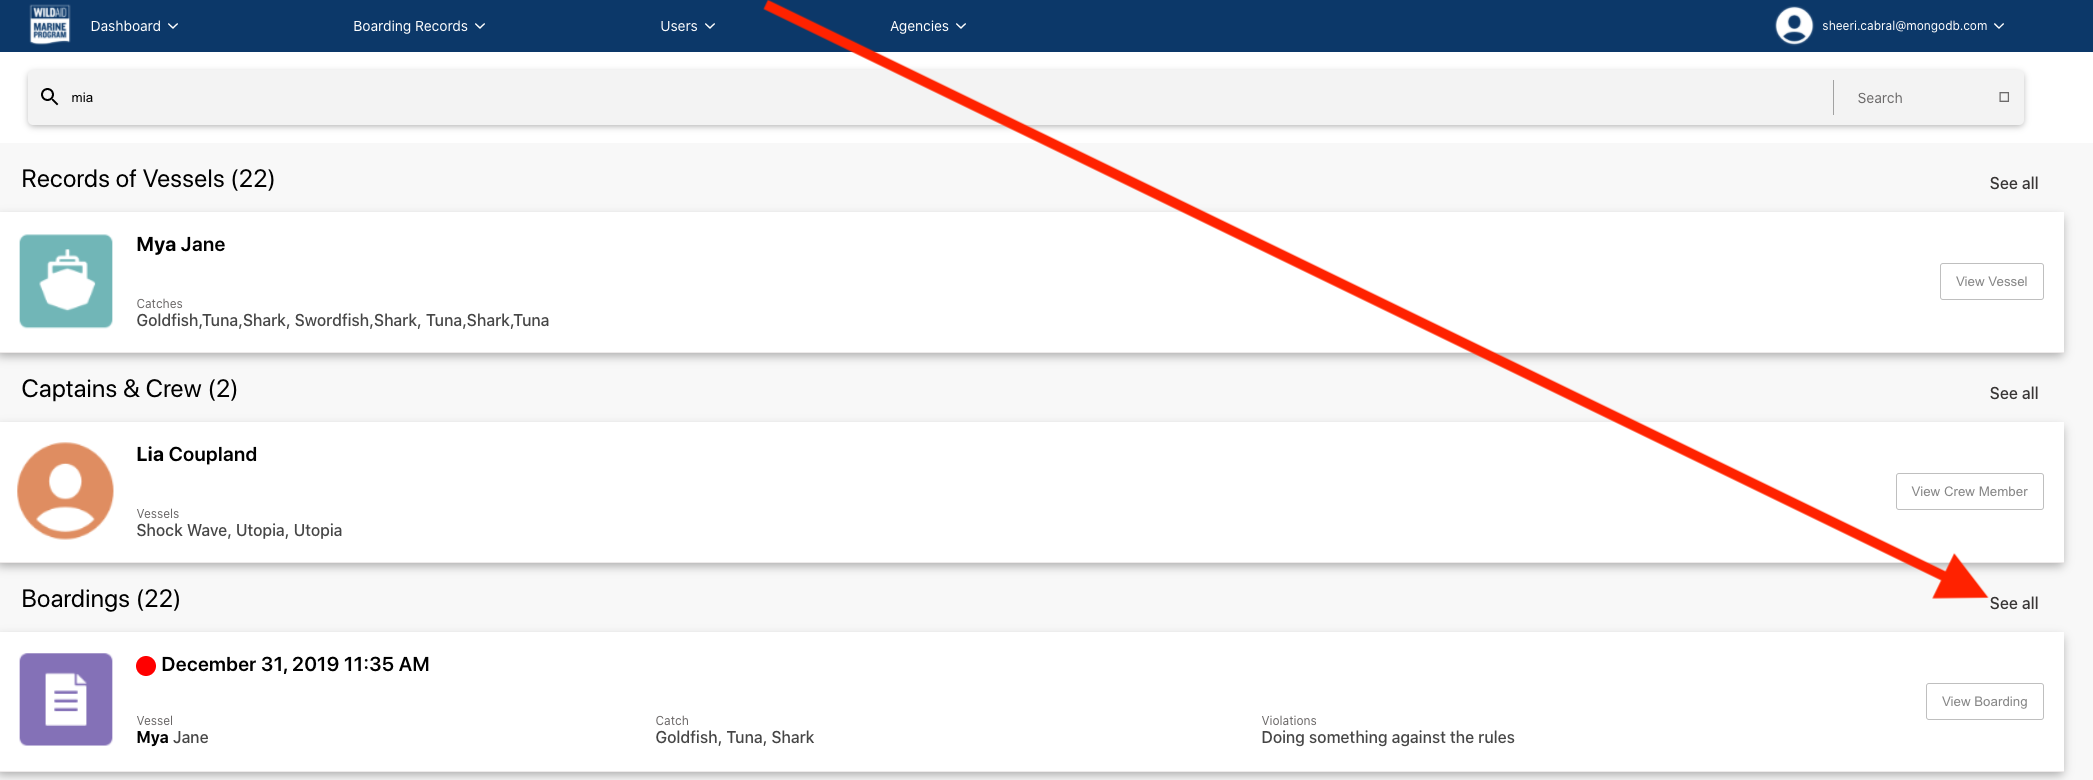 WILDAID
MARINE
PROGRAM
Dashboard
Boarding Records
Users
Agencies
sheeri.cabral@mongodb.com
mia
Search
Records of Vessels (22)
See all
Mya Jane
Catches
Goldfish,Tuna,Shark, Swordfish,Shark, Tuna,Shark,Tuna
View Vessel
Captains & Crew (2)
See all
Lia Coupland
Vessels
Shock Wave, Utopia, Utopia
View Crew Member
Boardings (22)
See all
December 31, 2019 11:35 AM
Vessel
Mya Jane
Catch
Goldfish, Tuna, Shark
Violations
Doing something against the rules
View Boarding